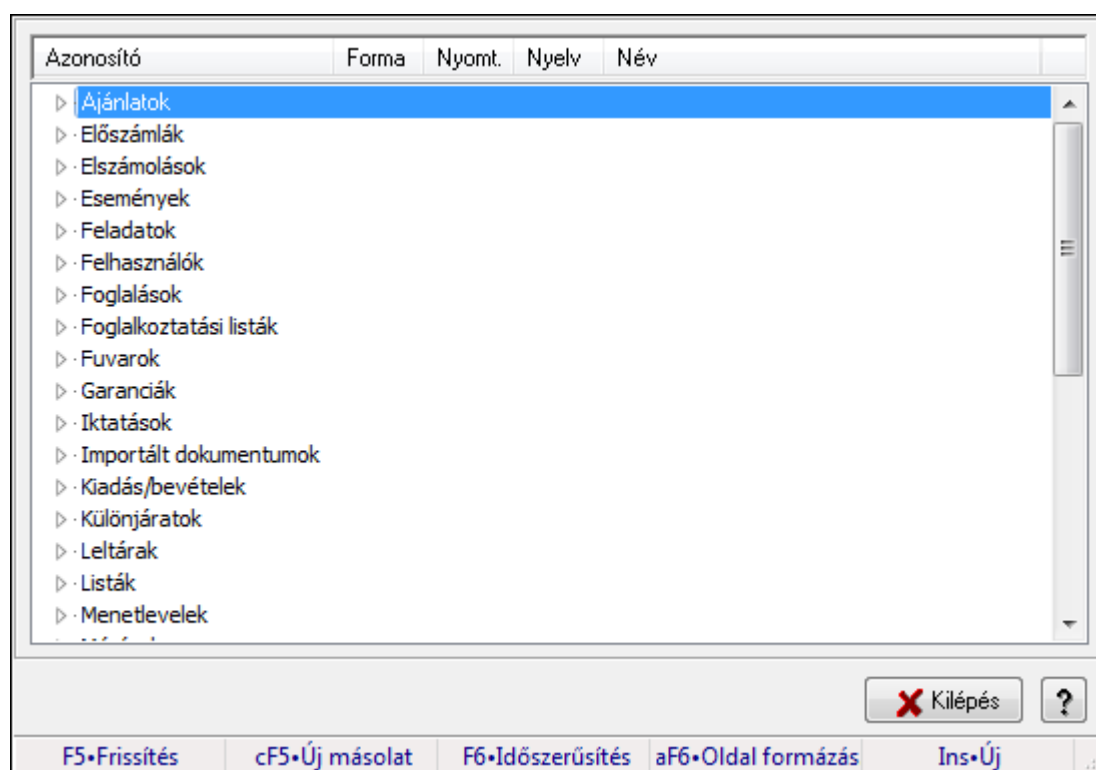 Azonosító Forma Nyomt. Nyelv Név
Ajánlatok
Előszámlák
Elszámolások
Események
Feladatok
Felhasználók
Foglalások
Foglalkoztatási listák
Fuvarok
Garanciák
Iktatások
Importált dokumentumok
Kiadás/bevételek
Különjáratok
Leltárak
Listák
Menetlevelek
Kilépés ?
F5•Frissítés cF5•Új másolat F6•Időszerűsítés aF6•Oldal formázás Ins•Új